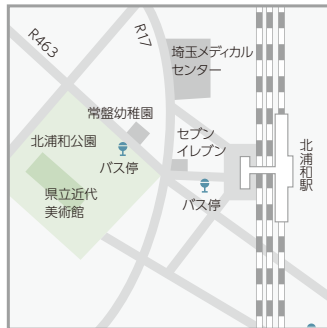 R463
R17
埼玉メディカル
センター
常盤幼稚園
北浦和公園
セブン
イレブン
バス停
県立近代
美術館
バス停
北浦和駅